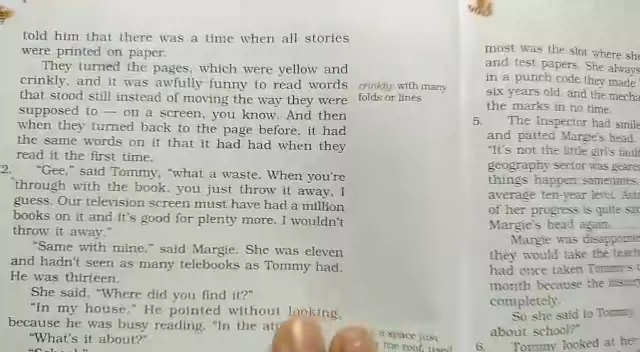 told him that there was a time when all stories
were printed on paper.
They turned the pages, which were yellow and
crinkly, and it was awfully funny to read words
that stood still instead of moving the way they were
supposed to — on a screen, you know. And then
when they turned back to the page before, it had
the same words on it that it had had when they
read it the first time.
2. "Gee," said Tommy, "what a waste. When you're
through with the book, you just throw it away, I
guess. Our television screen must have had a million
books on it and it's good for plenty more. I wouldn't
throw it away."
"Same with mine," said Margie. She was eleven
and hadn't seen as many telebooks as Tommy had.
He was thirteen.
She said, "Where did you find it?"
"In my house." He pointed without looking,
because he was busy reading. "In the
"What's it about?"
crinkly: with many
folds or lines
a space just
the roof, used
most was the slot where she
and test papers. She always
in a punch code they made
six years old, and the
the marks in no time.
5. The Inspector had
and patted Margie's head.
"It's not the little girl's
geography sector was
things happen sometimes.
average ten-year level.
of her progress is quite
Margie's head again.
Margie was
they would take the
had once taken Tommy's
month because the
completely.
So she said to Tommy
about school?"
6. Tommy looked at her